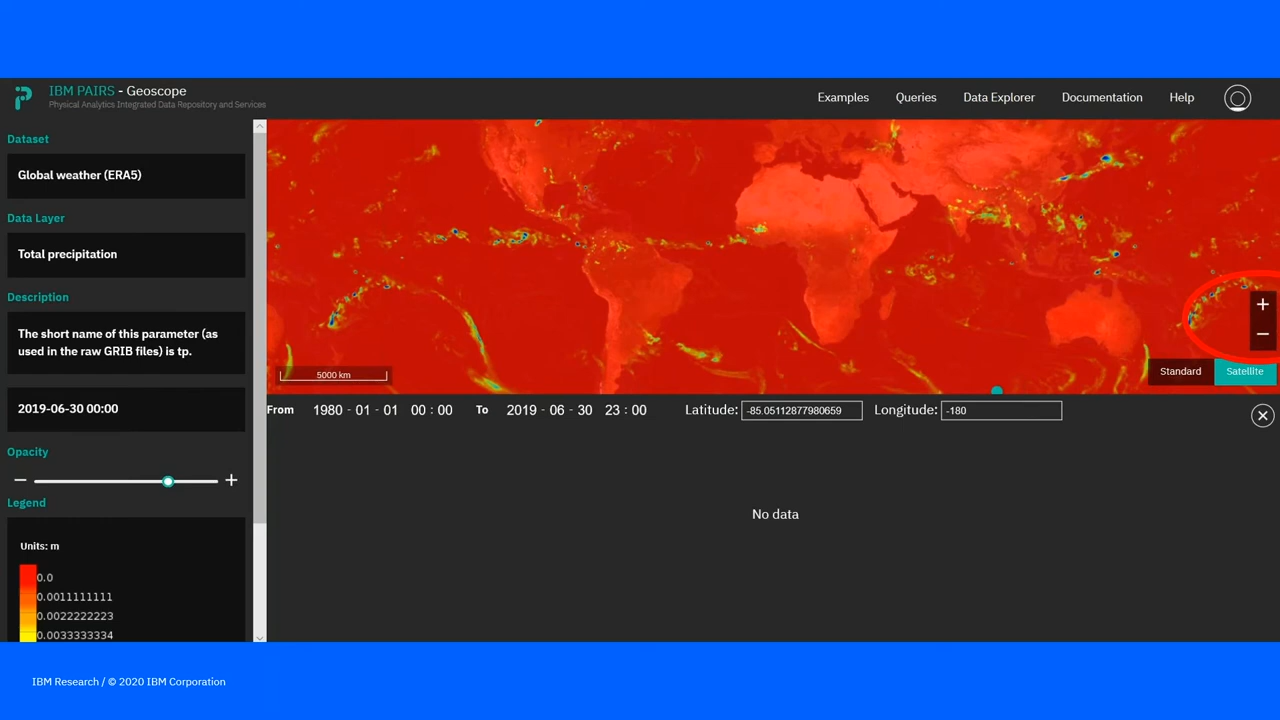 IBM PAIRS - Geoscope
Physical Analytics Integrated Data Repository and Services
Examples
Queries
Data Explorer
Documentation
Help
Dataset
Global weather (ERA5)
Data Layer
Total precipitation
Description
The short name of this parameter (as
used in the raw GRIB files) is tp.
2019-06-30 00:00
Opacity
Legend
Units: m
0.0
0.0011111111
0.0022222223
0.0033333334
5000 km
Standard
Satellite
From 1980 - 01 - 01 00 : 00 To 2019 - 06 - 30 23 : 00 Latitude: -85.05112877980659 Longitude: -180
No data
IBM Research / © 2020 IBM Corporation